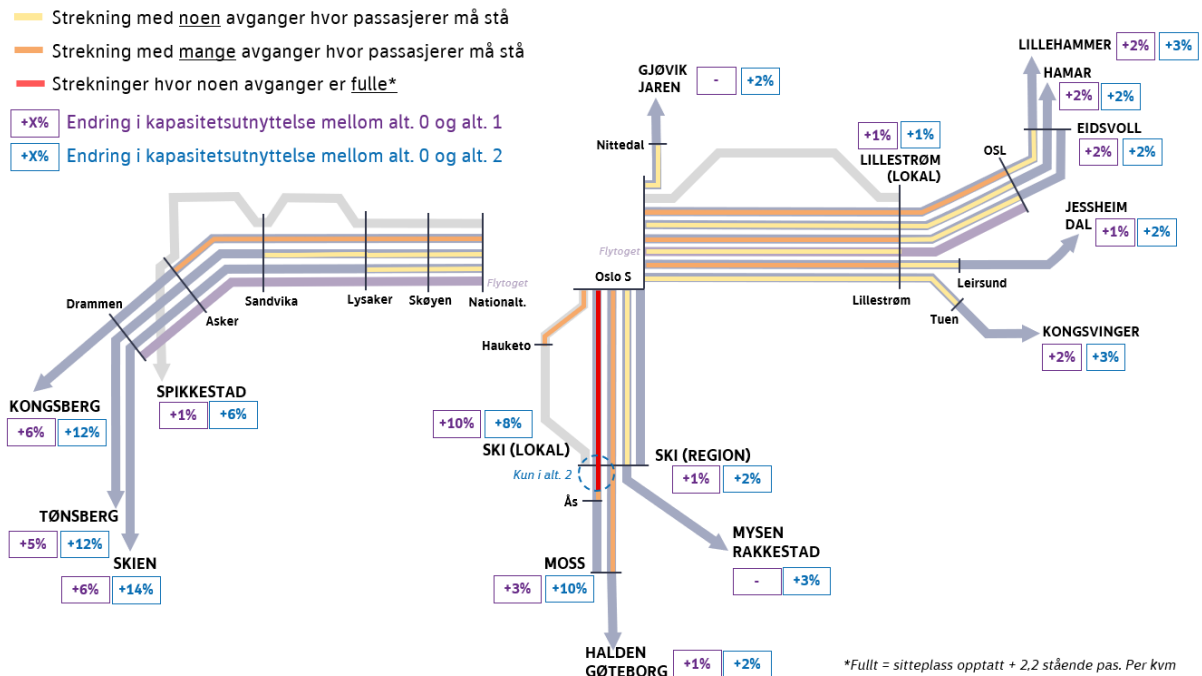 Strekning med noen avganger hvor passasjerer må stå
Strekning med mange avganger hvor passasjerer må stå
Strekninger hvor noen avganger er fulle*
+X% Endring i kapasitetsutnyttelse mellom alt. 0 og alt. 1
+X% Endring i kapasitetsutnyttelse mellom alt. 0 og alt. 2
GJØVIK
JAREN
- +2%
Nittedal
LILLEHAMMER +2% +3%
HAMAR
+2% +2%
EIDSVOLL
+2% +2%
OSL
+1% +1%
LILLESTRØM
(LOKAL)
JESSHEIM
DAL
+1% +2%
Flytoget
Oslo S
Lillestrøm
Leirsund
Tuen
KONGSVINGER
+2% +3%
Flytoget
Nationalt.
Skøyen
Lysaker
Sandvika
Asker
Drammen
KONGSBERG
+6% +12%
SPIKKESTAD
+1% +6%
TØNSBERG
+5% +12%
SKIEN
+6% +14%
Hauketo
+10% +8%
SKI (LOKAL)
Kun i alt. 2
Ås
SKI (REGION)
+1% +2%
MOSS
+3% +10%
MYSEN
RAKKESTAD
- +3%
HALDEN
GØTEBORG
+1% +2%
*Fullt = sitteplass opptatt + 2,2 stående pas. Per kvm